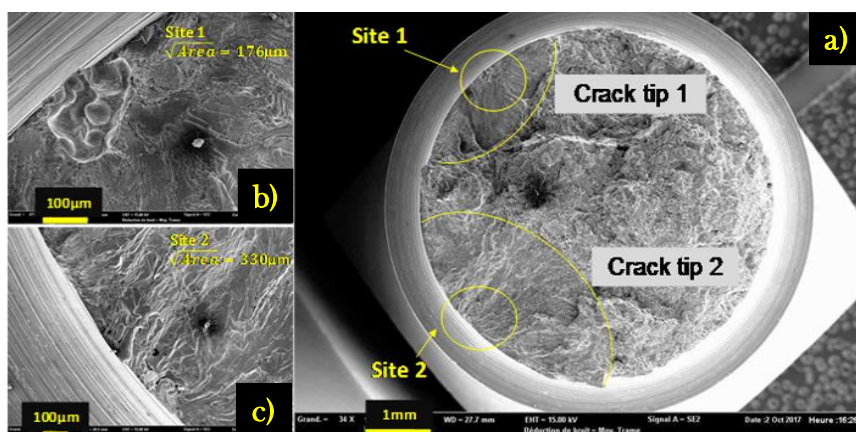 Site 1
√Area = 176µm
100µm
b)
Site 2
√Area = 330µm
100µm
c)
a)
Site 1
Crack tip 1
Crack tip 2
Site 2
Grand. = 34 X
1mm
WD = 27.7 mm
EHT = 15.00 kV
Signal A = SE2
Date :2 Oct 2017
Heure :16:26
Réduction de bruit = Moy. Trame